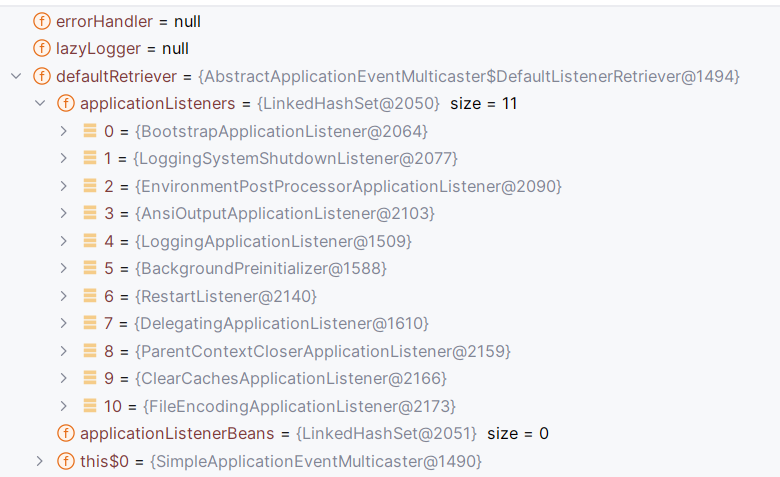 f errorHandler = null
f lazyLogger = null
f defaultRetriever = {AbstractApplicationEventMulticaster$DefaultListenerRetriever@1494}
f applicationListeners = {LinkedHashSet@2050} size = 11
0 = {BootstrapApplicationListener@2064}
1 = {LoggingSystemShutdownListener@2077}
2 = {EnvironmentPostProcessorApplicationListener@2090}
3 = {AnsiOutputApplicationListener@2103}
4 = {LoggingApplicationListener@1509}
5 = {BackgroundPreinitializer@1588}
6 = {RestartListener@2140}
7 = {DelegatingApplicationListener@1610}
8 = {ParentContextCloserApplicationListener@2159}
9 = {ClearCachesApplicationListener@2166}
10 = {FileEncodingApplicationListener@2173}
f applicationListenerBeans = {LinkedHashSet@2051} size = 0
f this$0 = {SimpleApplicationEventMulticaster@1490}